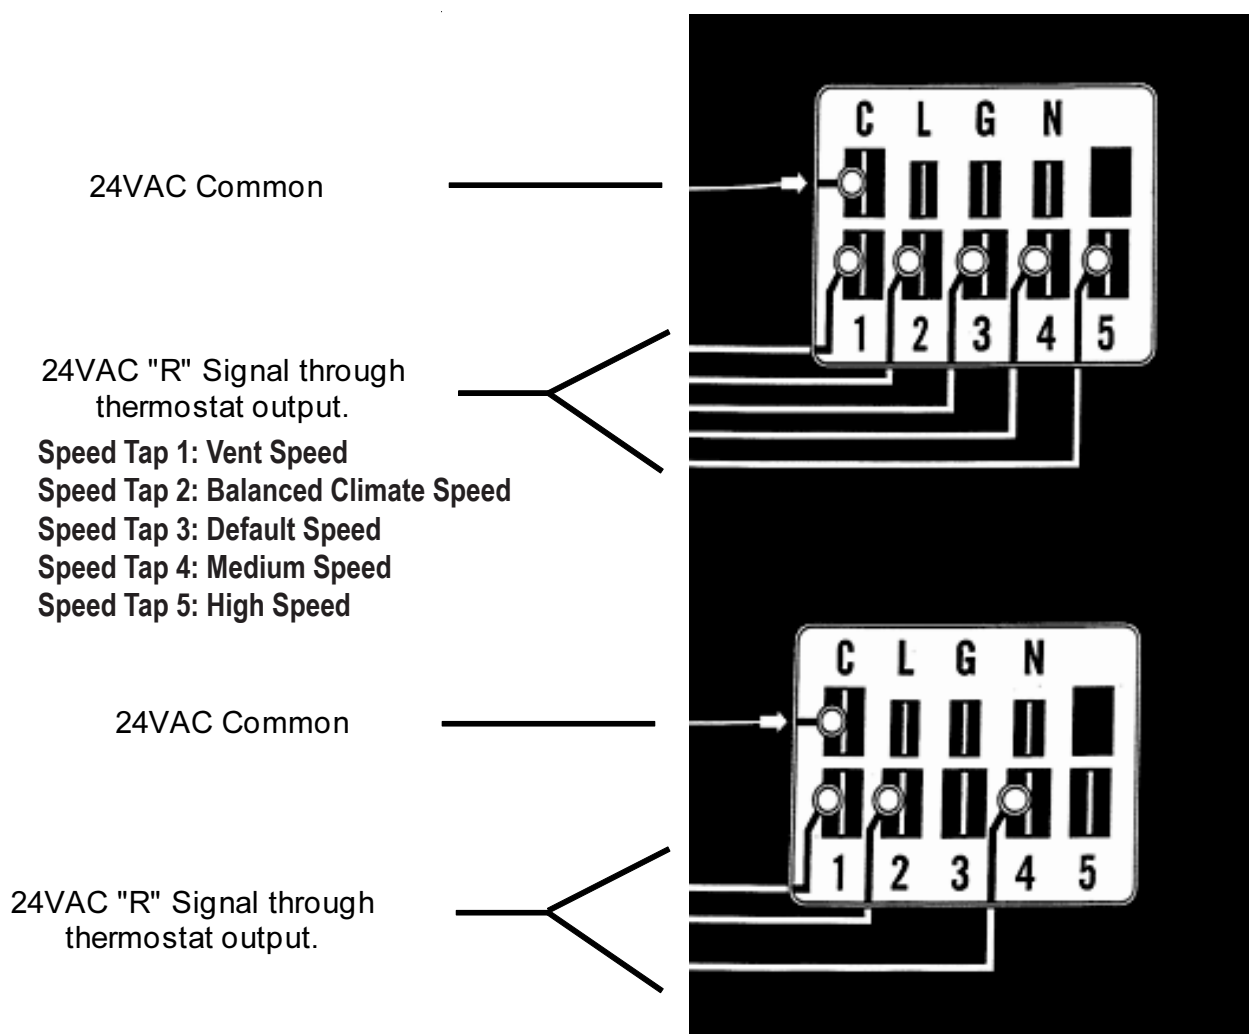 C L G N
24VAC Common
1 2 3 4 5
24VAC "R" Signal through
thermostat output.
Speed Tap 1: Vent Speed
Speed Tap 2: Balanced Climate Speed
Speed Tap 3: Default Speed
Speed Tap 4: Medium Speed
Speed Tap 5: High Speed
C L G N
24VAC Common
1 2 3 4 5
24VAC "R" Signal through
thermostat output.